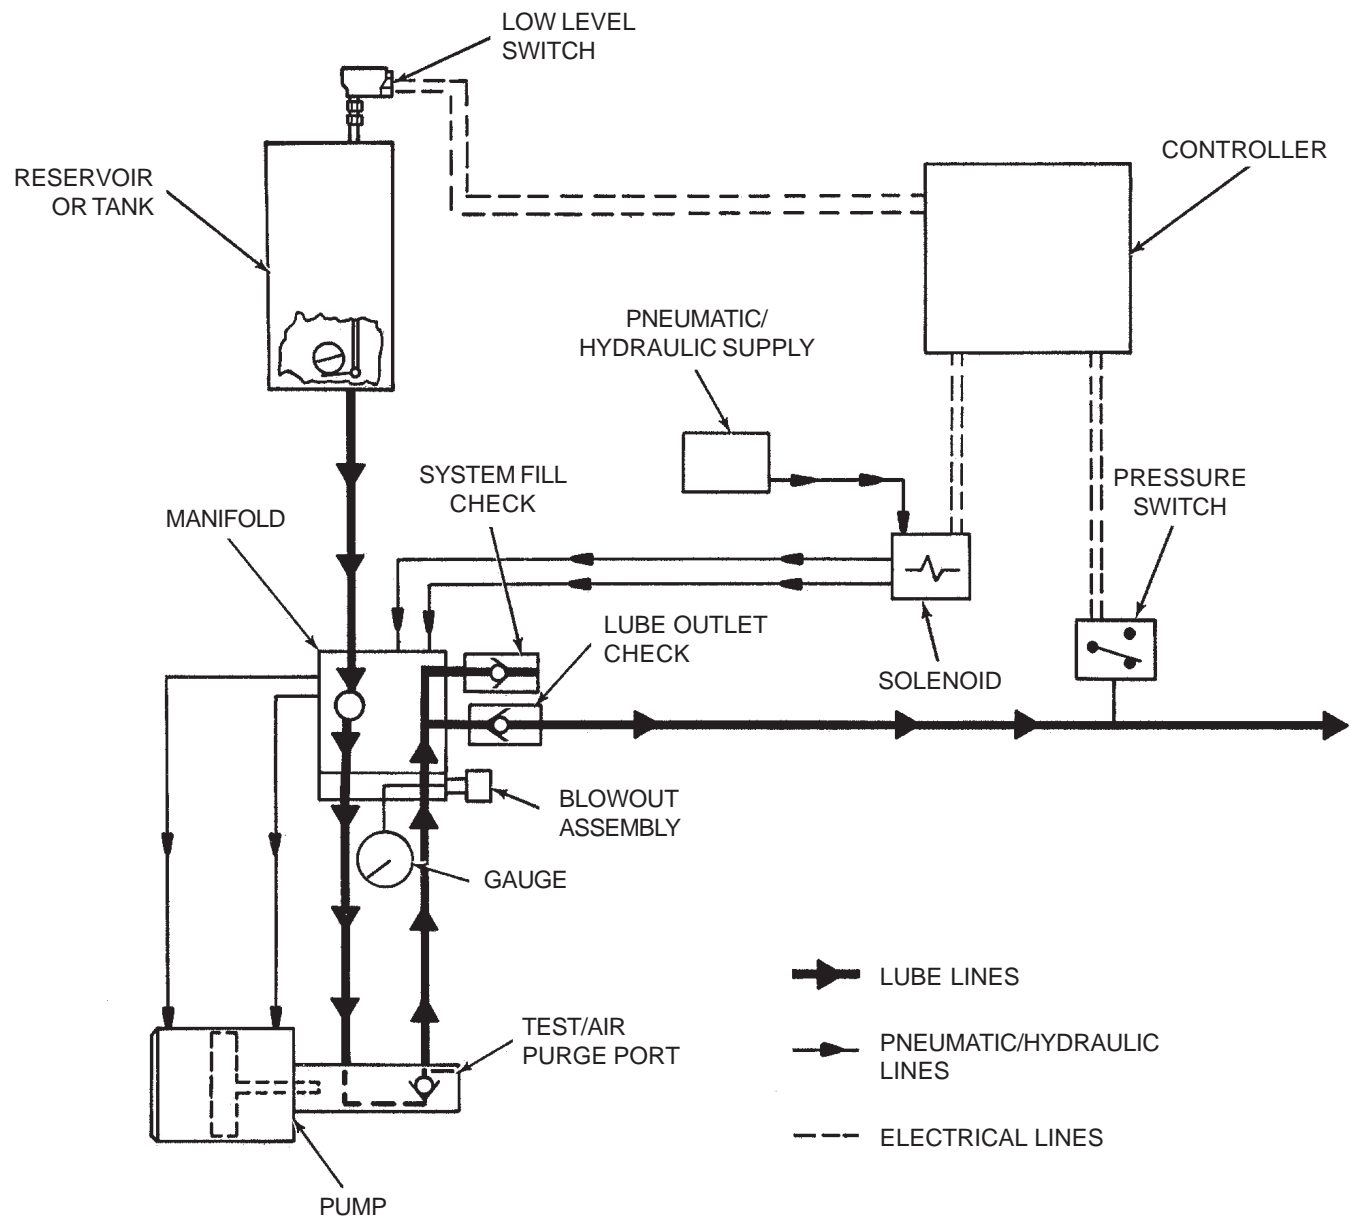 LOW LEVEL
SWITCH
CONTROLLER
RESERVOIR
OR TANK
PNEUMATIC/
HYDRAULIC SUPPLY
SYSTEM FILL
CHECK
PRESSURE
SWITCH
MANIFOLD
LUBE OUTLET
CHECK
SOLENOID
BLOWOUT
ASSEMBLY
GAUGE
LUBE LINES
TEST/AIR
PURGE PORT
PNEUMATIC/HYDRAULIC
LINES
ELECTRICAL LINES
PUMP